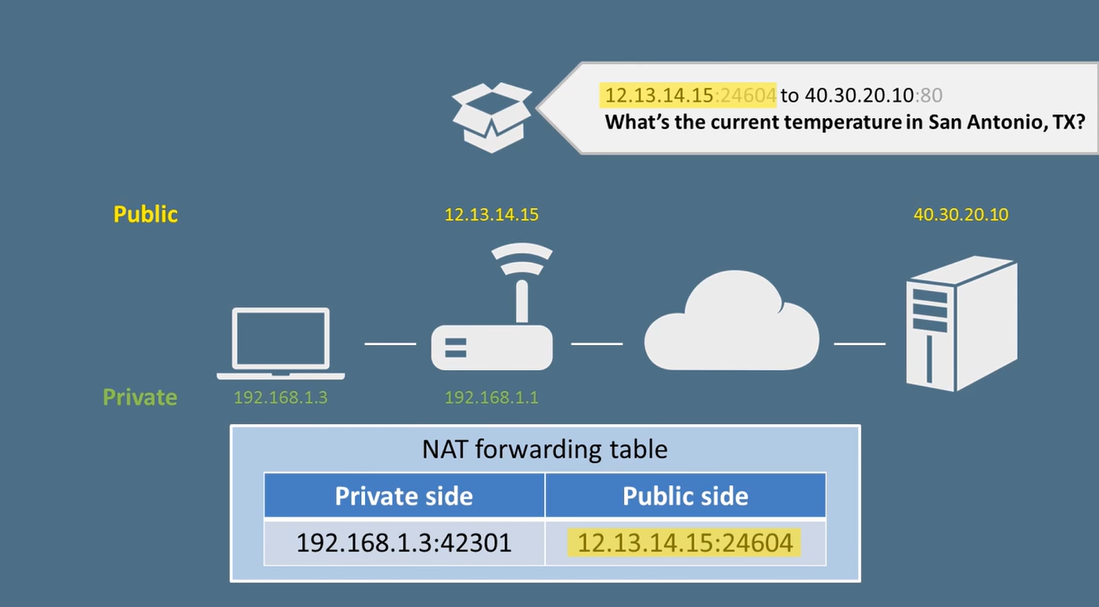 12.13.14.15:24604 to 40.30.20.10:80
What's the current temperature in San Antonio, TX?
Public 12.13.14.15 40.30.20.10
Private 192.168.1.3 192.168.1.1
NAT forwarding table
Private side Public side
192.168.1.3:42301 12.13.14.15:24604